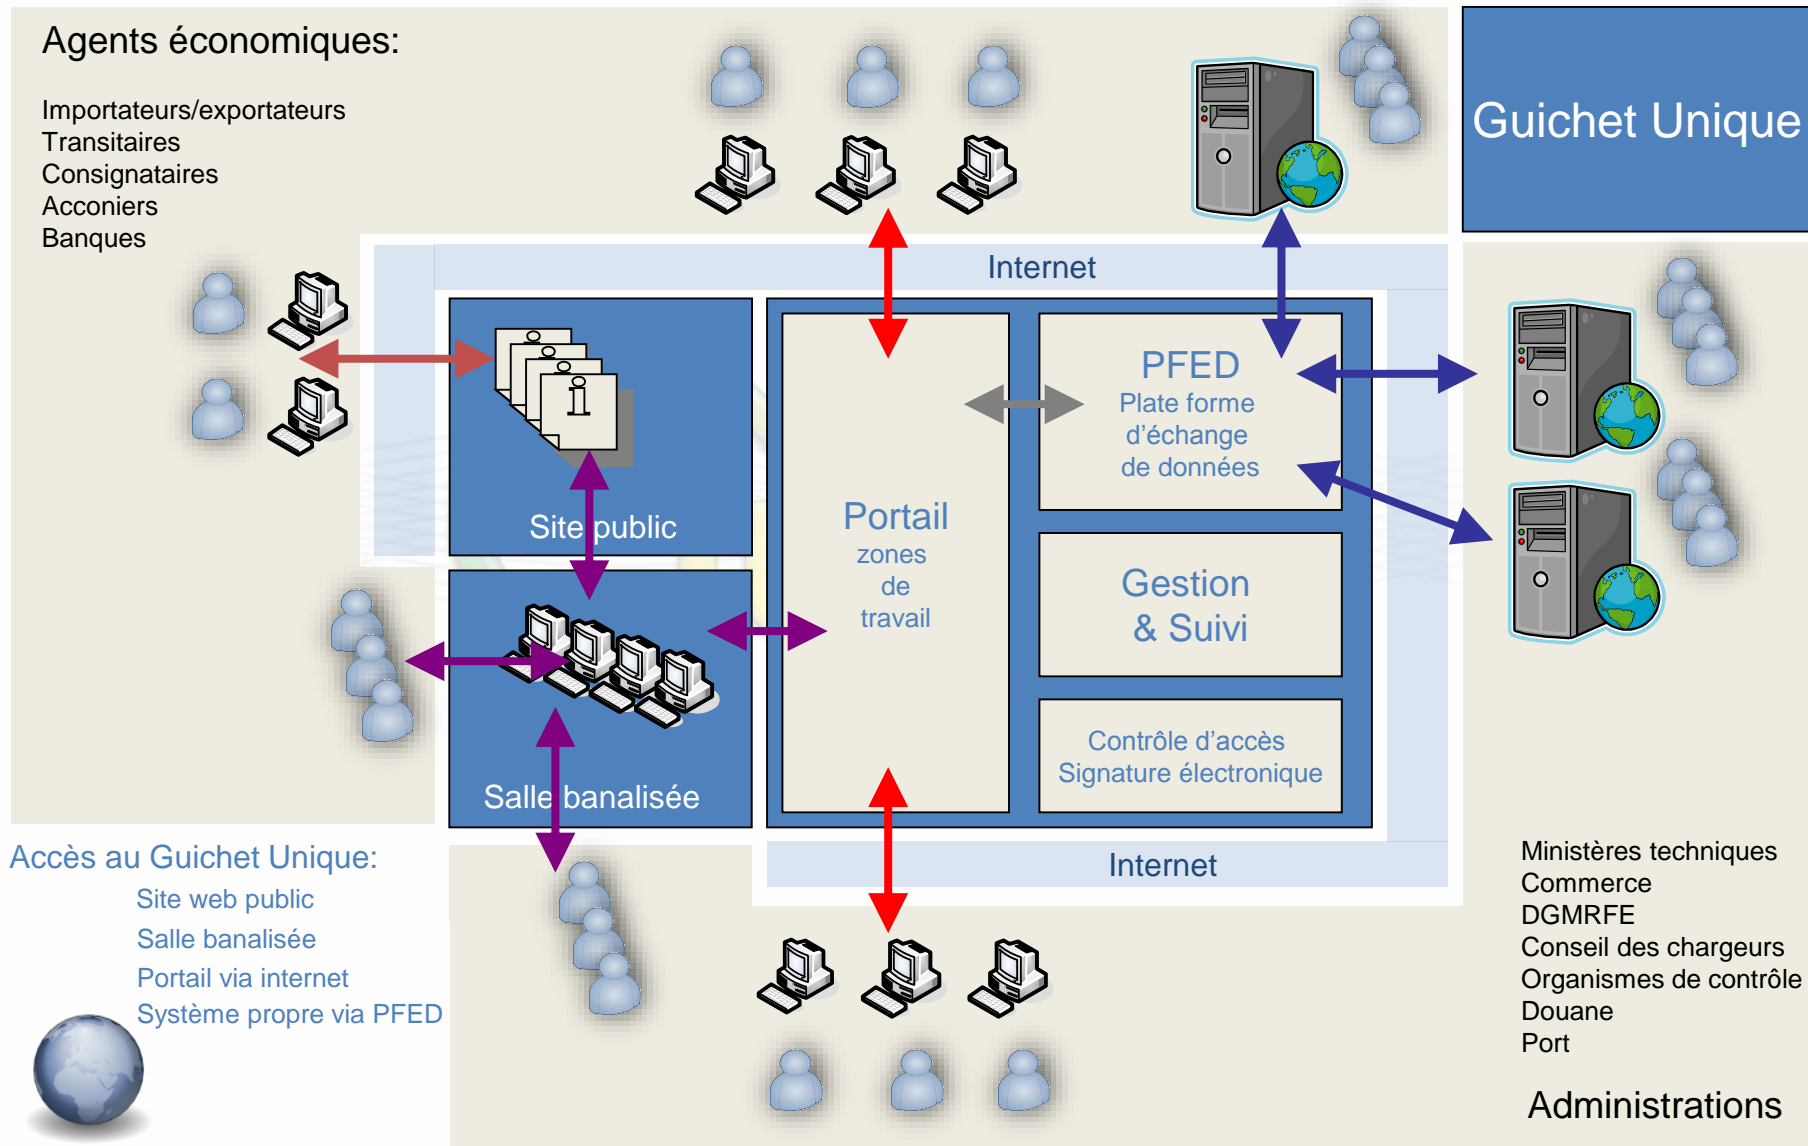 Agents économiques:
Importateurs/exportateurs
Transitaires
Consignataires
Acconiers
Banques
Guichet Unique
Internet
Site public
Salle banalisée
Portail
zones
de
travail
PFED
Plate forme
d’échange
de données
Gestion
& Suivi
Contrôle d’accès
Signature électronique
Internet
Accès au Guichet Unique:
Site web public
Salle banalisée
Portail via internet
Système propre via PFED
Ministères techniques
Commerce
DGMRFE
Conseil des chargeurs
Organismes de contrôle
Douane
Port
Administrations